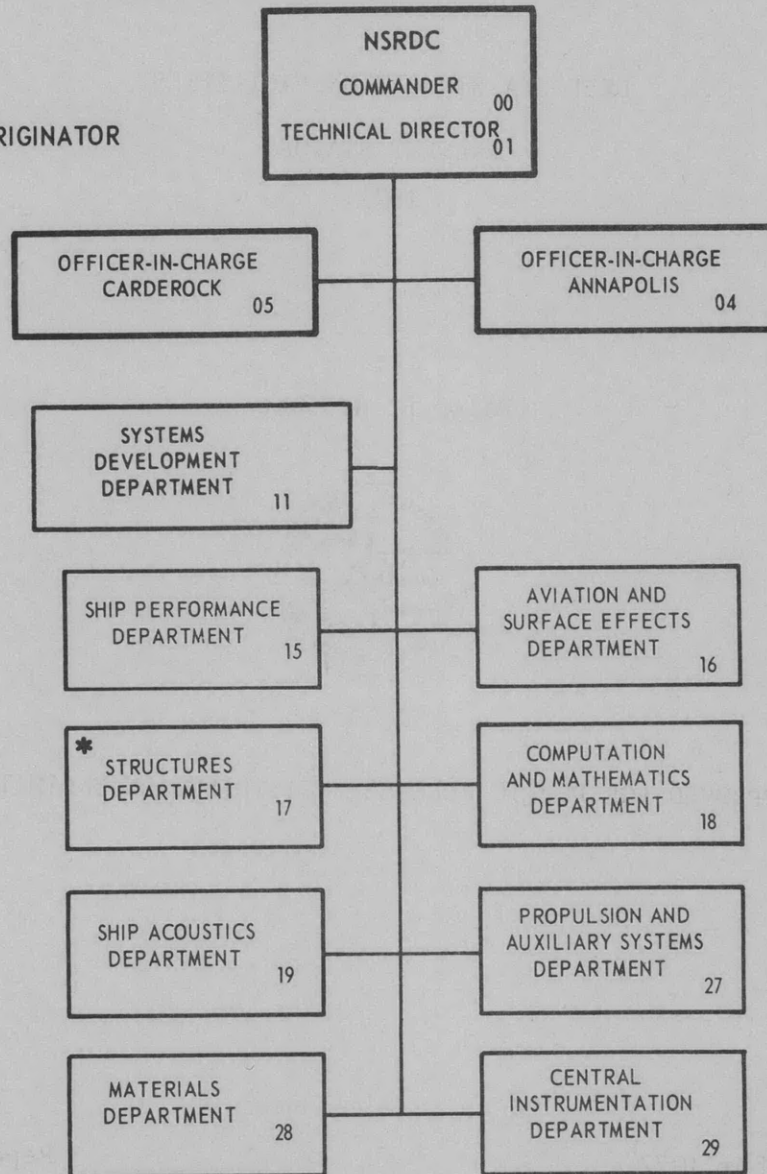 NSRDC
COMMANDER
00
TECHNICAL DIRECTOR
01
RIGINATOR
OFFICER-IN-CHARGE
CARDEROCK
05
OFFICER-IN-CHARGE
ANNAPOLIS
04
SYSTEMS
DEVELOPMENT
DEPARTMENT
11
SHIP PERFORMANCE
DEPARTMENT
15
AVIATION AND
SURFACE EFFECTS
DEPARTMENT
16
*
STRUCTURES
DEPARTMENT
17
COMPUTATION
AND MATHEMATICS
DEPARTMENT
18
SHIP ACOUSTICS
DEPARTMENT
19
PROPULSION AND
AUXILIARY SYSTEMS
DEPARTMENT
27
MATERIALS
DEPARTMENT
28
CENTRAL
INSTRUMENTATION
DEPARTMENT
29